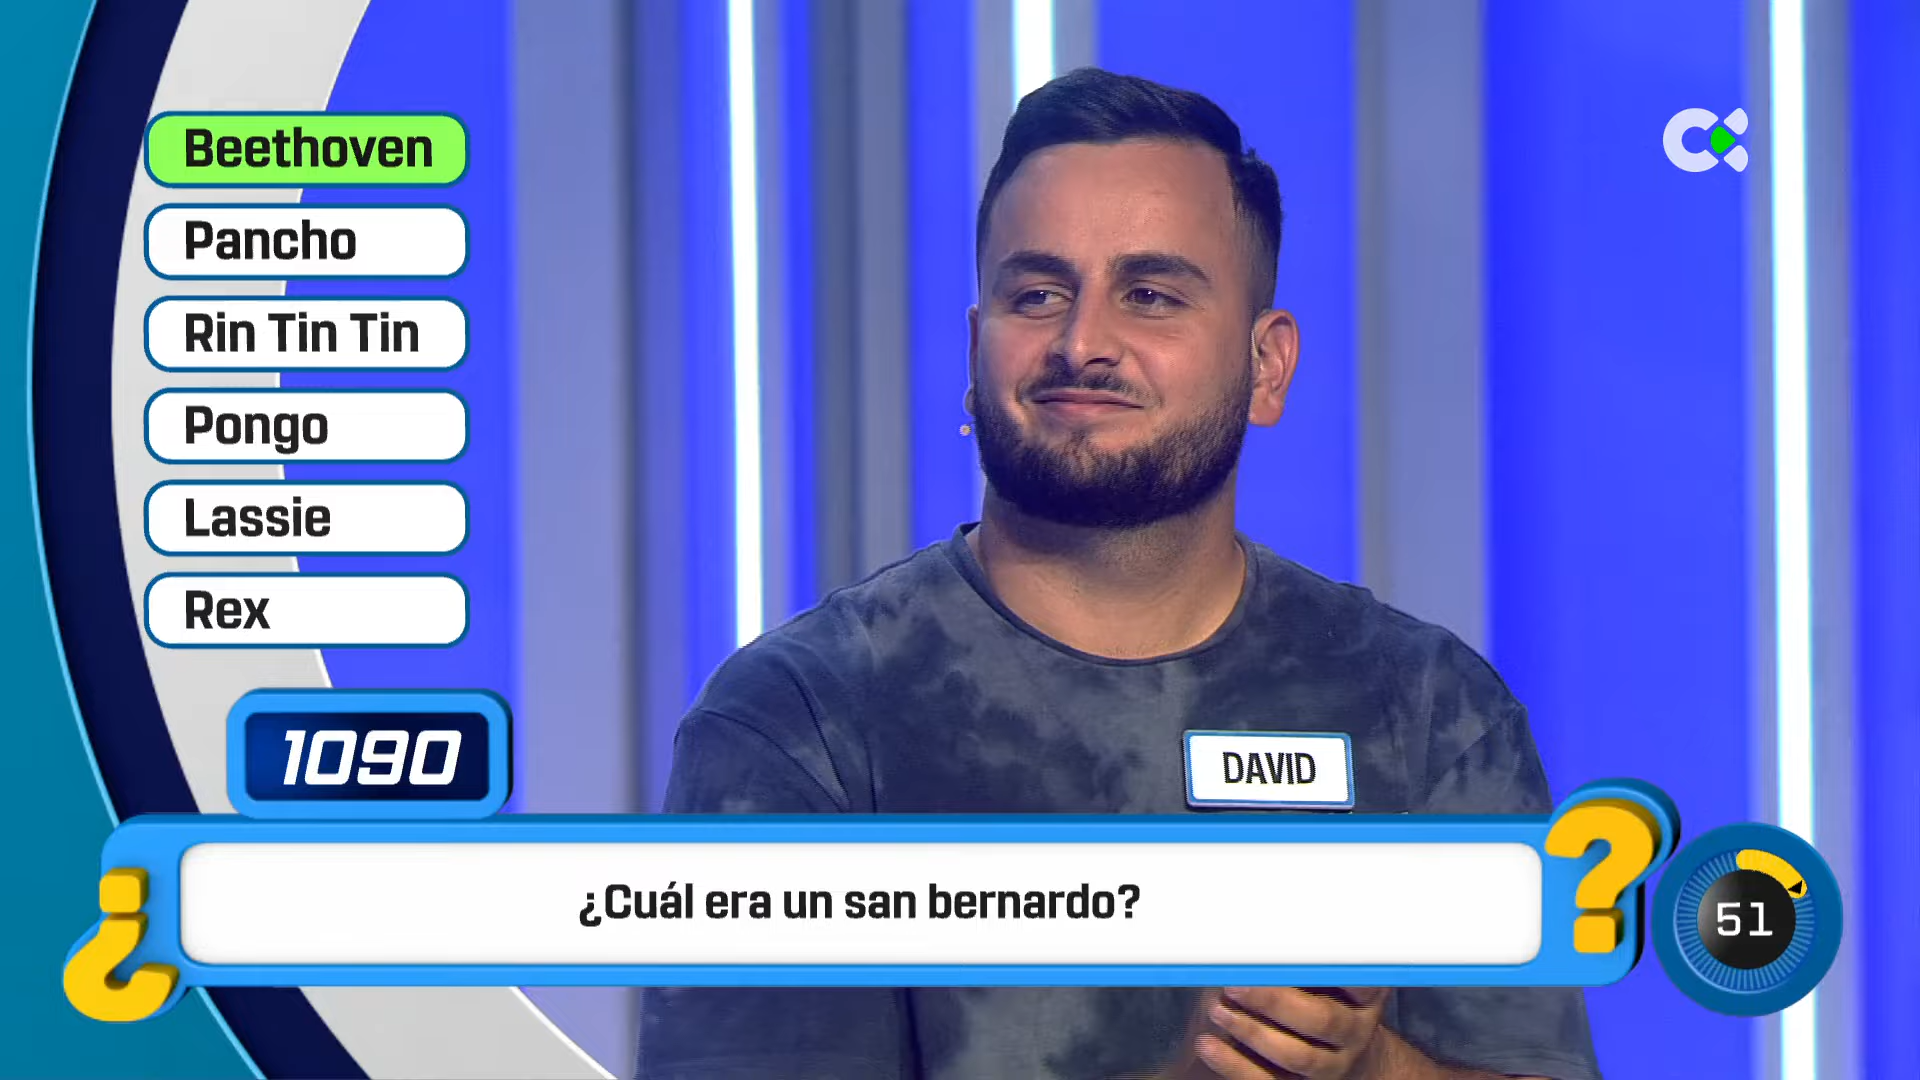 Beethoven
Pancho
Rin Tin Tin
Pongo
Lassie
Rex
1090
DAVID
¿Cuál era un san bernardo?
51